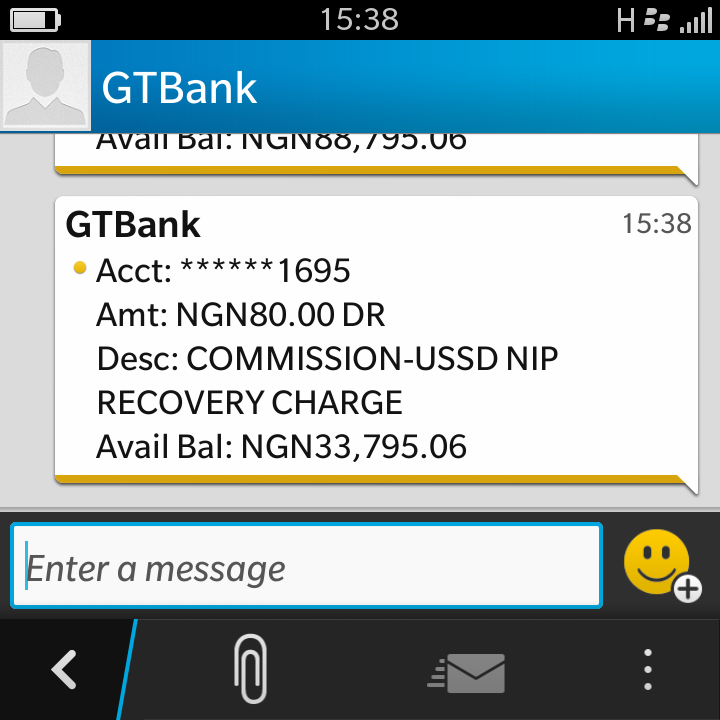 15:38
H
GTBank
Avail Bal: NGN88,795.06
GTBank
15:38
Acct: ******1695
Amt: NGN80.00 DR
Desc: COMMISSION-USSD NIP
RECOVERY CHARGE
Avail Bal: NGN33,795.06
Enter a message